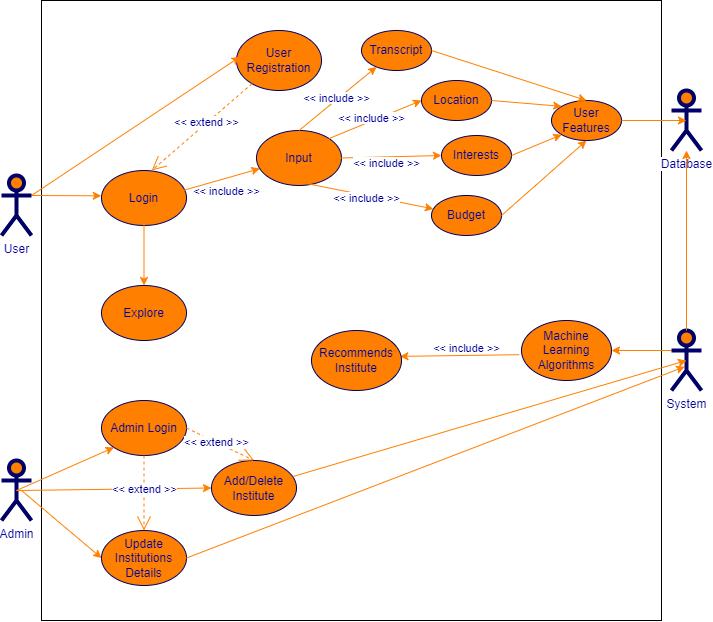 User
Registration
Transcript
<< include >>
Location
<< extend >>
<< include >>
User
Features
Input
<< include >>
Interests
Database
Login
<< include >>
<< include >>
Budget
User
Explore
Recommends
Institute
<< include >>
Machine
Learning
Algorithms
System
Admin Login
<< extend >>
Add/Delete
Institute
<< extend >>
Admin
Update
Institutions
Details